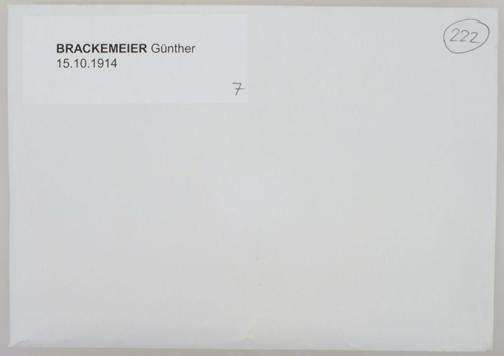 BRACKEMEIER Günther
15.10.1914
7
222